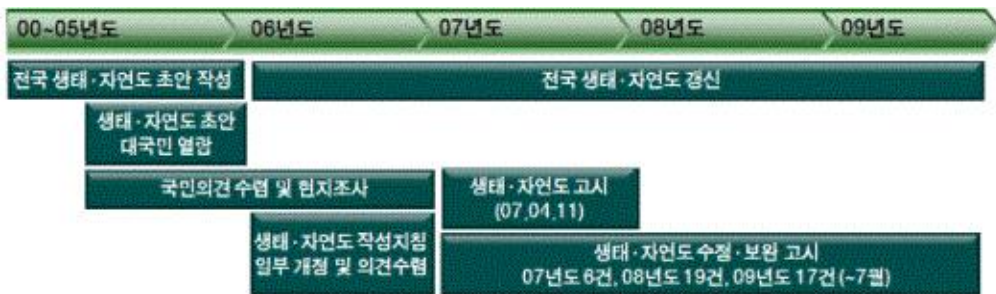 00~05년도 06년도 07년도 08년도 09년도
전국 생태·자연도 초안 작성 전국 생태·자연도 갱신
생태·자연도 초안
대국민 열람
국민의견 수렴 및 현지조사
생태·자연도 고시
(07.04.11)
생태·자연도 작성지침
일부 개정 및 의견수렴
생태·자연도 수정·보완 고시
07년도 6건, 08년도 19건, 09년도 17건(~7월)